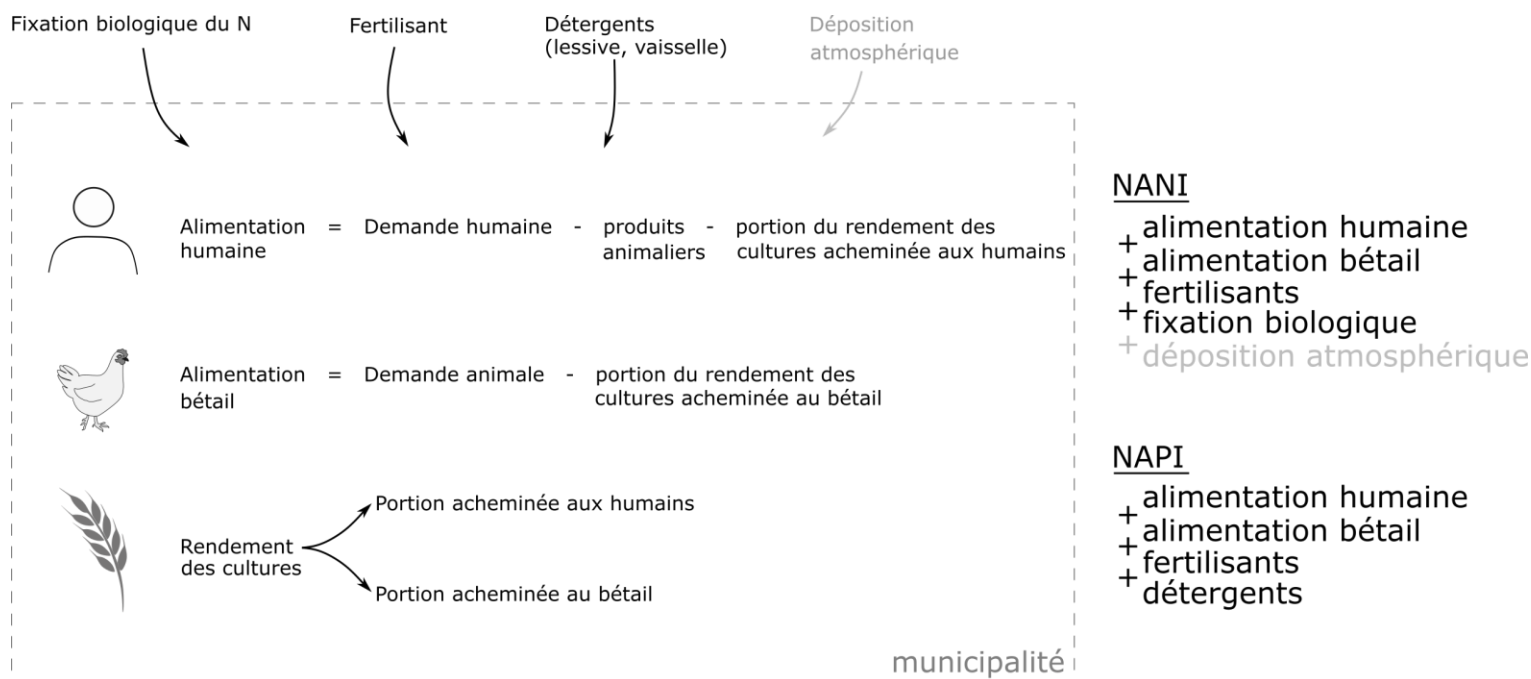 Fixation biologique du N
Fertilisant
Détergents
(lessive, vaisselle)
Déposition
atmosphérique
Alimentation
humaine
=
Demande humaine
-
produits
animaliers
-
portion du rendement des
cultures acheminée aux humains
Alimentation
bétail
=
Demande animale
-
portion du rendement des
cultures acheminée au bétail
Rendement
des cultures
Portion acheminée aux humains
Portion acheminée au bétail
municipalité
NANI
alimentation humaine
+ alimentation bétail
+ fertilisants
+ fixation biologique
+ déposition atmosphérique
NAPI
alimentation humaine
+ alimentation bétail
+ fertilisants
+ détergents